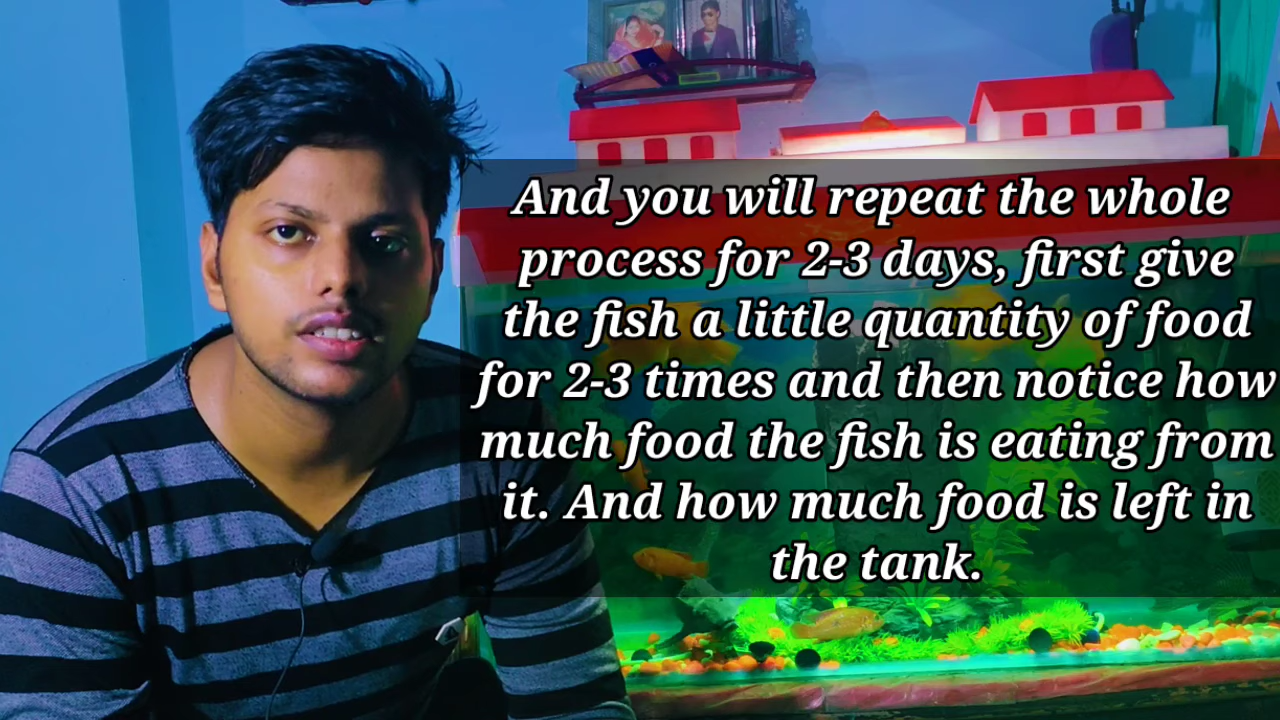 And you will repeat the whole
process for 2-3 days, first give
the fish a little quantity of food
for 2-3 times and then notice how
much food the fish is eating from
it. And how much food is left in
the tank.